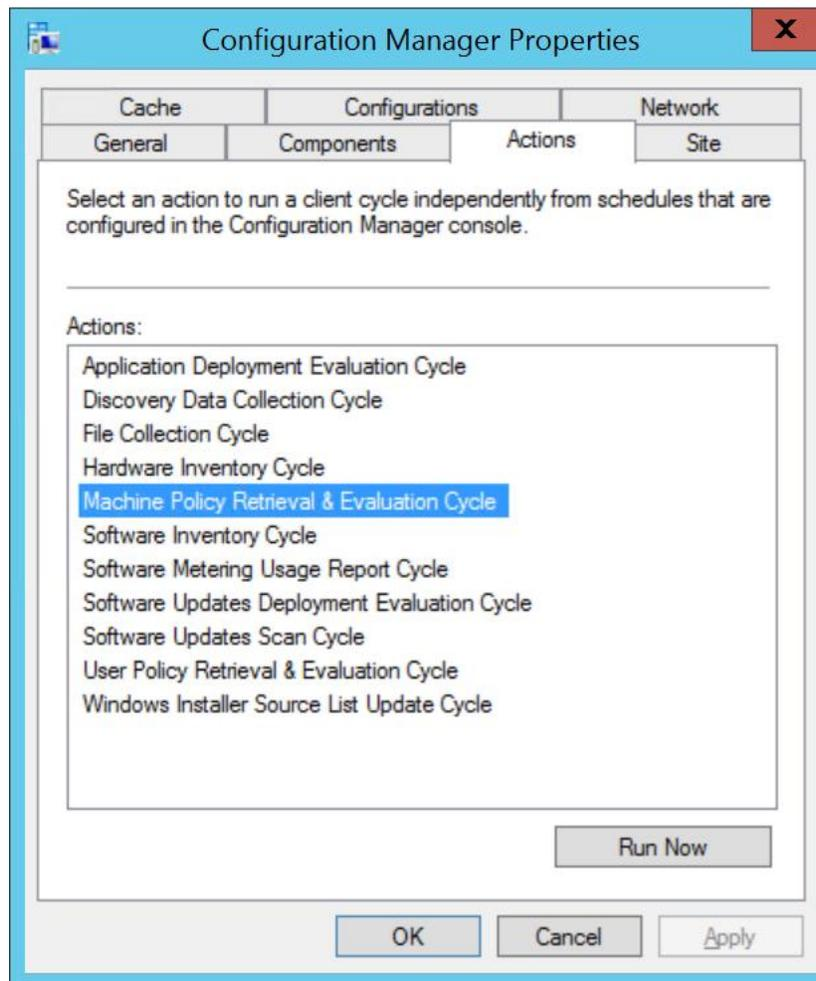 Configuration Manager Properties
X
Cache
Configurations
Network
General
Components
Actions
Site
Select an action to run a client cycle independently from schedules that are
configured in the Configuration Manager console.
Actions:
Application Deployment Evaluation Cycle
Discovery Data Collection Cycle
File Collection Cycle
Hardware Inventory Cycle
Machine Policy Retrieval & Evaluation Cycle
Software Inventory Cycle
Software Metering Usage Report Cycle
Software Updates Deployment Evaluation Cycle
Software Updates Scan Cycle
User Policy Retrieval & Evaluation Cycle
Windows Installer Source List Update Cycle
Run Now
OK
Cancel
Apply